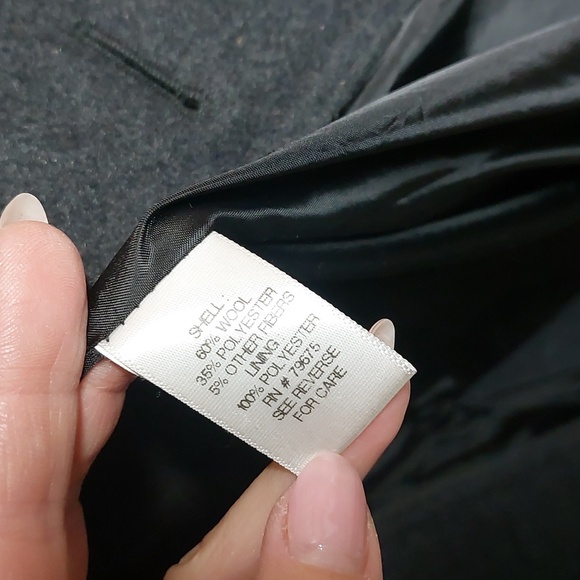 SHELL :
60% WOOL
35% POLYESTER
5% OTHER FIBERS
LINING :
100% POLYESTER
RN # 79675
SEE REVERSE
FOR CARE